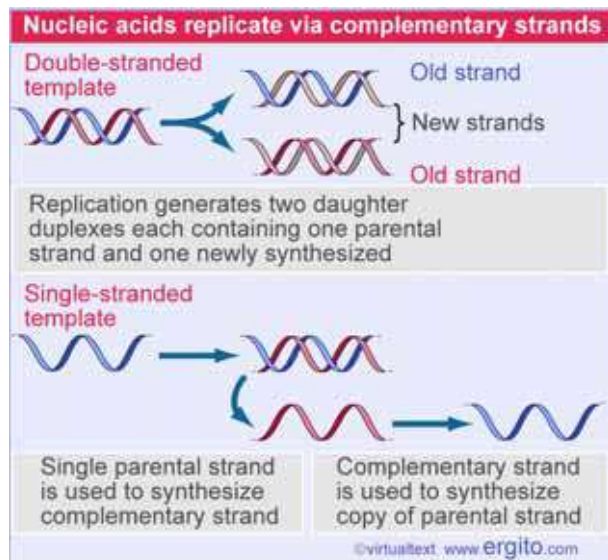 Nucleic acids replicate via complementary strands
Double-stranded
template
Old strand
New strands
Old strand
Replication generates two daughter
duplexes each containing one parental
strand and one newly synthesized
Single-stranded
template
Single parental strand
is used to synthesize
complementary strand
Complementary strand
is used to synthesize
copy of parental strand
©virtualtext www.ergito.com